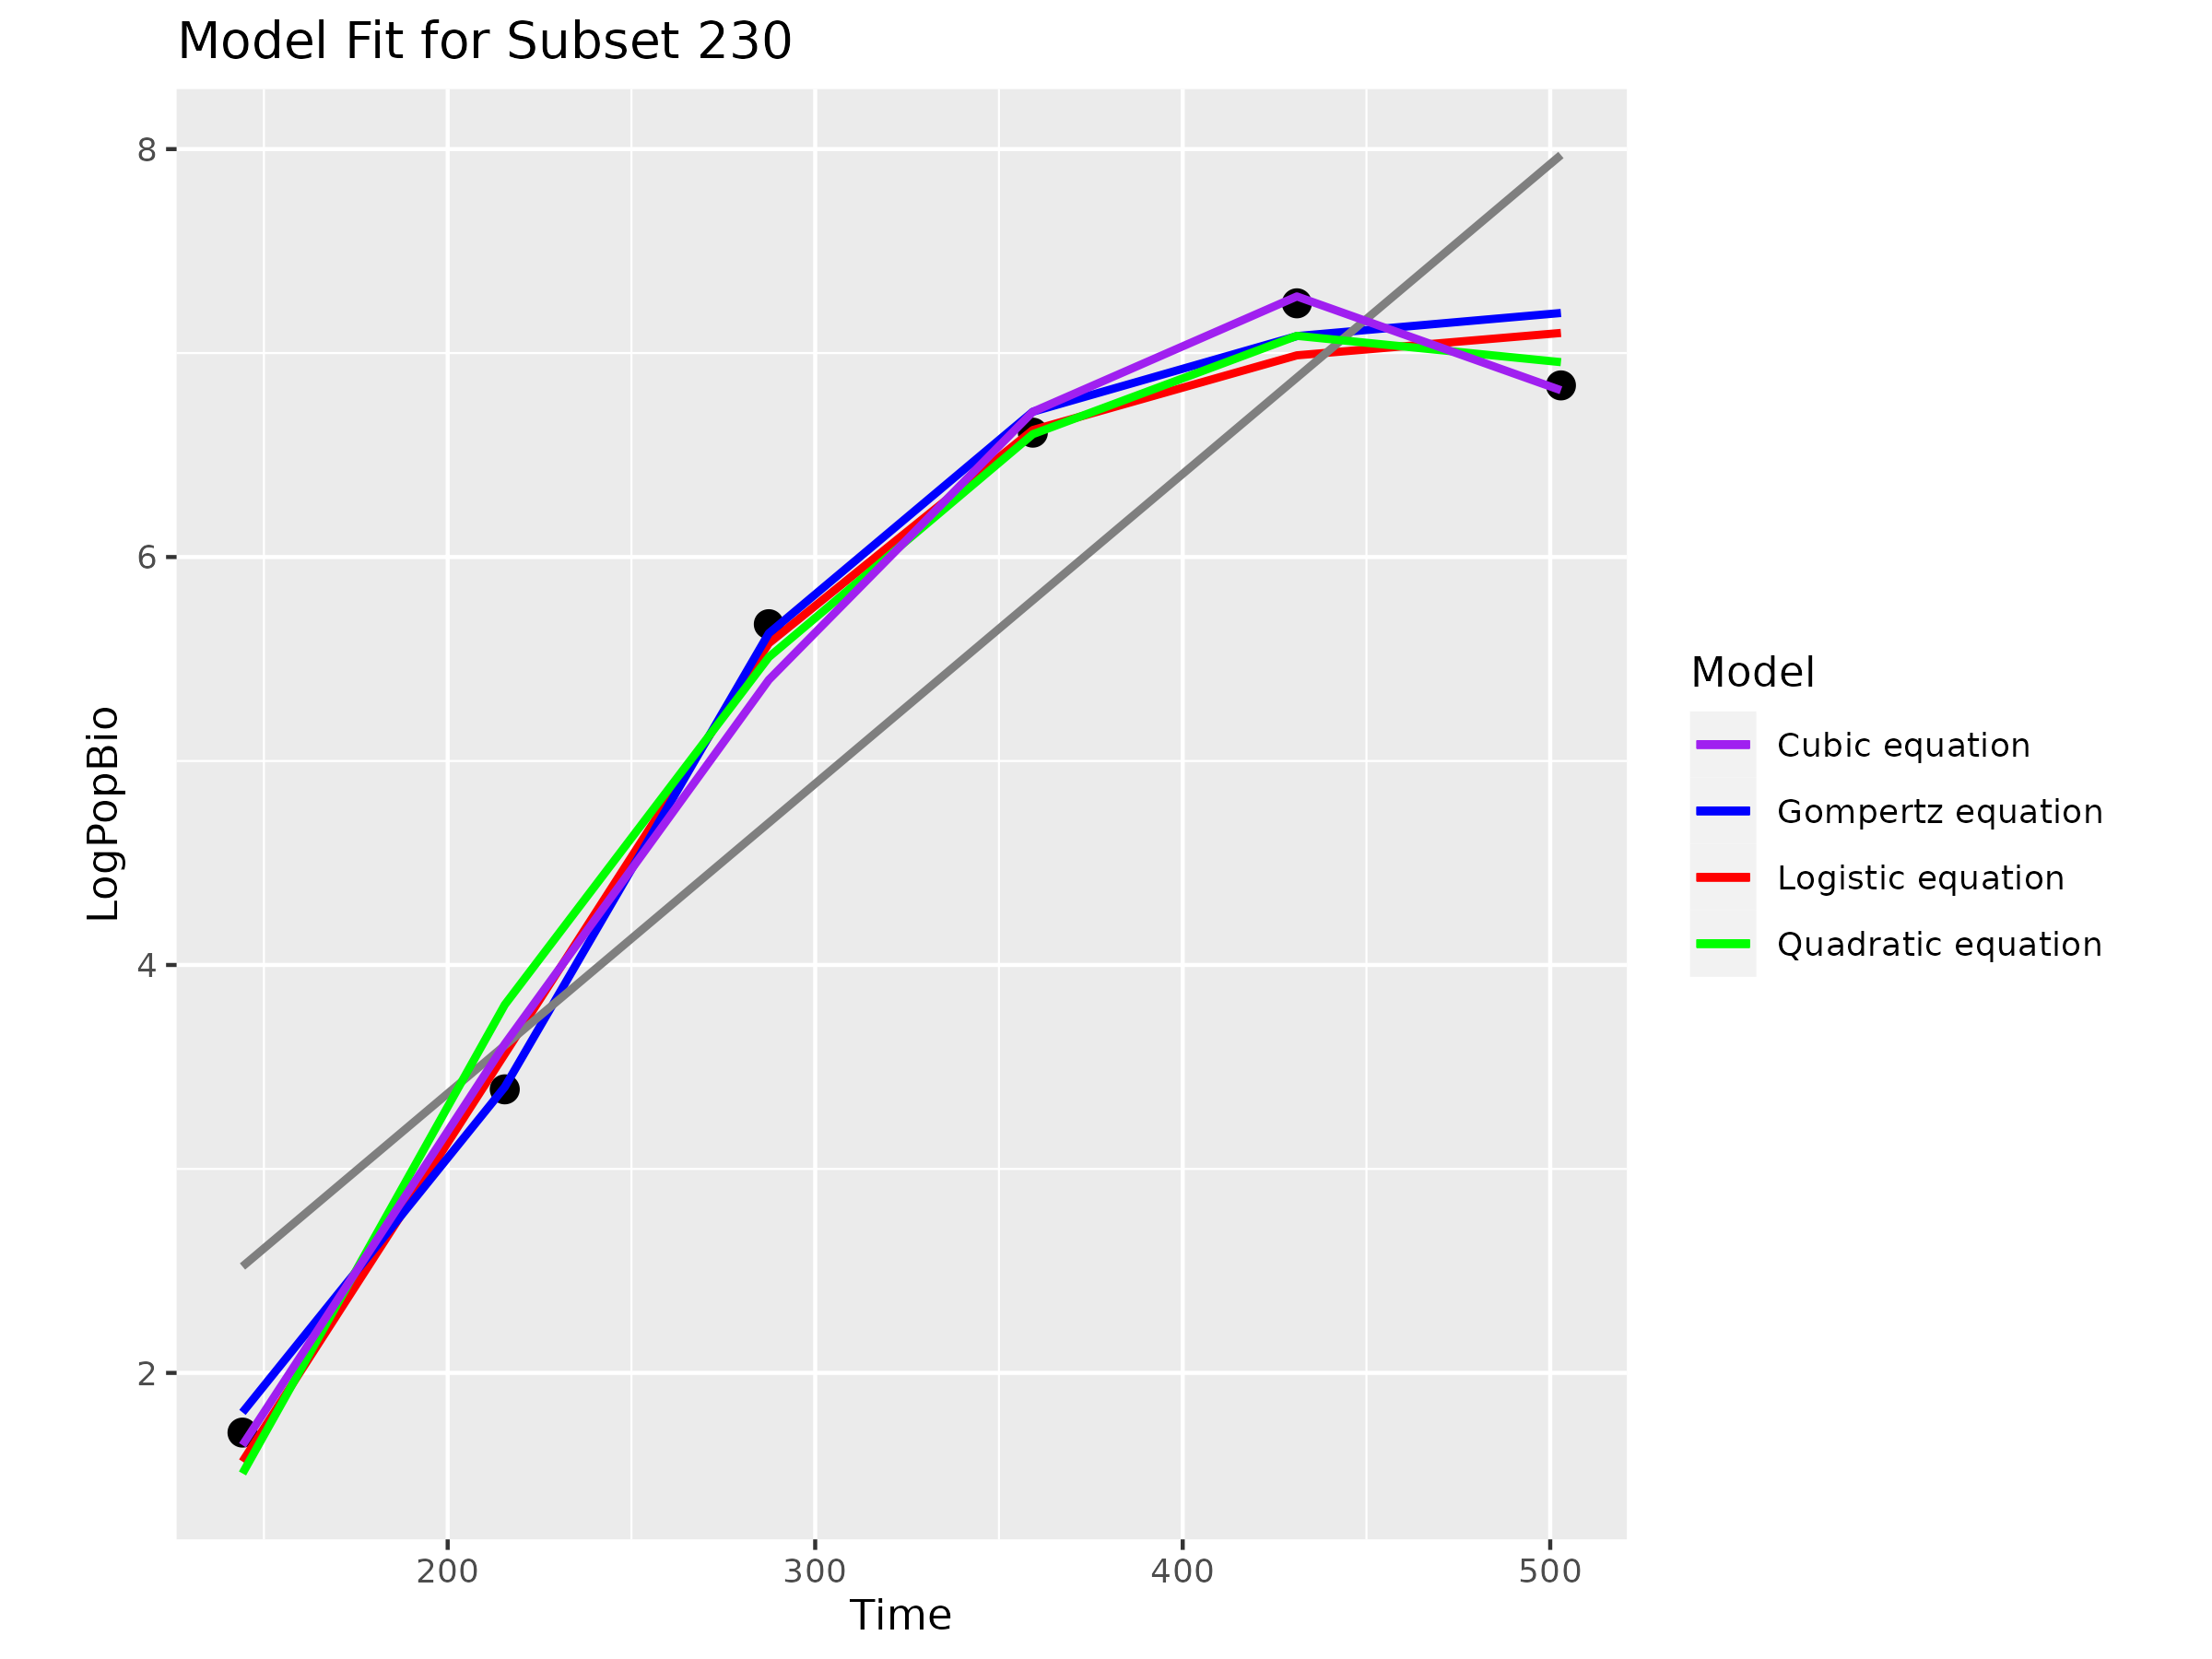 Model Fit for Subset 230
8
6
4
2
LogPopBio
200 300 400 500
Time
Model
Cubic equation
Gompertz equation
Logistic equation
Quadratic equation